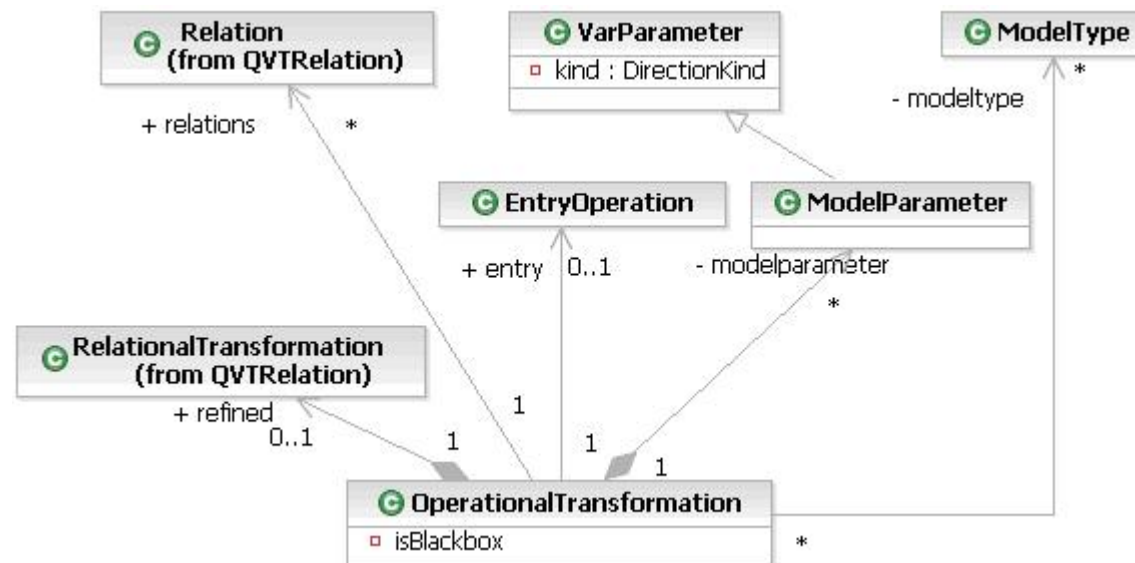 Relation
(from QVTRelation)
VarParameter
kind : DirectionKind
ModelType
*
- modeltype
+ relations
*
EntryOperation
ModelParameter
+ entry
0..1
- modelparameter
*
RelationalTransformation
(from QVTRelation)
+ refined
0..1
1
1
1
1
OperationalTransformation
isBlackbox
*